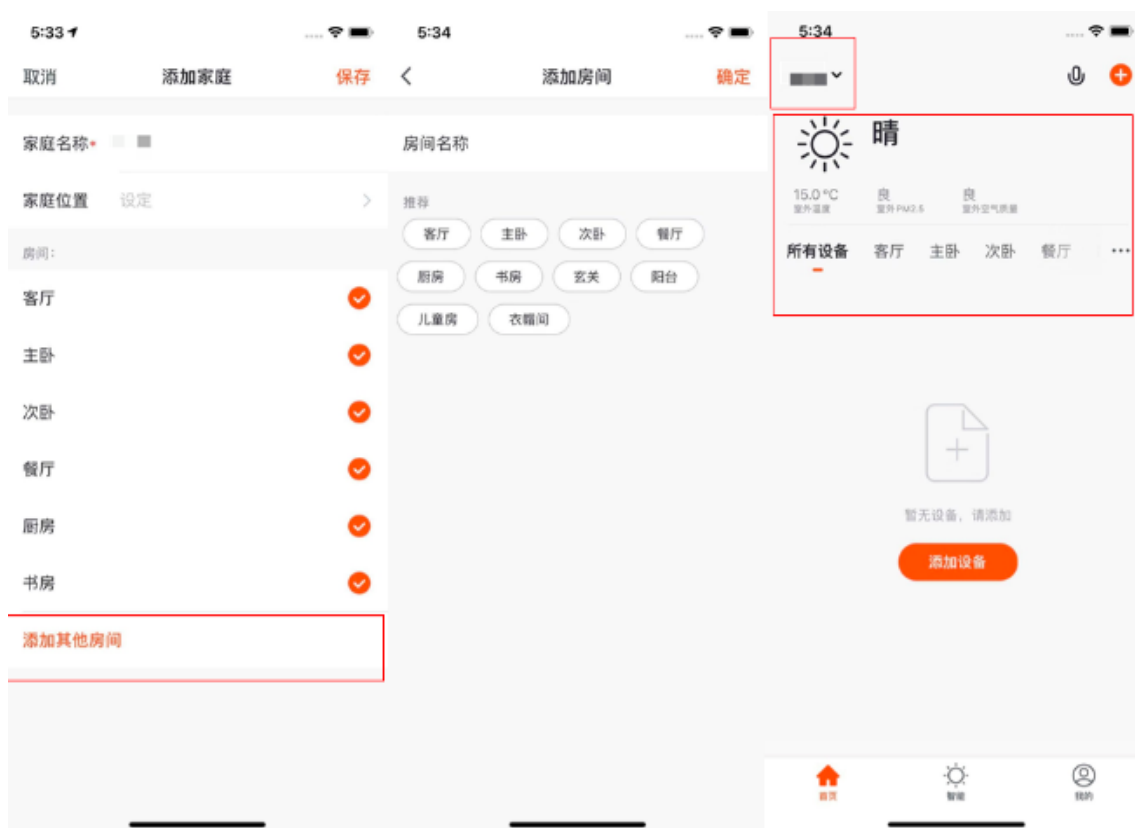 5:33
取消 添加家庭 保存
家庭名称*
家庭位置 设定
房间:
客厅
主卧
次卧
餐厅
厨房
书房
添加其他房间
5:34
添加房间 确定
房间名称
推荐
客厅 主卧 次卧 餐厅
厨房 书房 玄关 阳台
儿童房 衣帽间
5:34
晴
15.0°C 良 良
室外温度 室外PM2.5 室外空气质量
所有设备 客厅 主卧 次卧 餐厅 ...
暂无设备，请添加
添加设备
首页 智能 我的